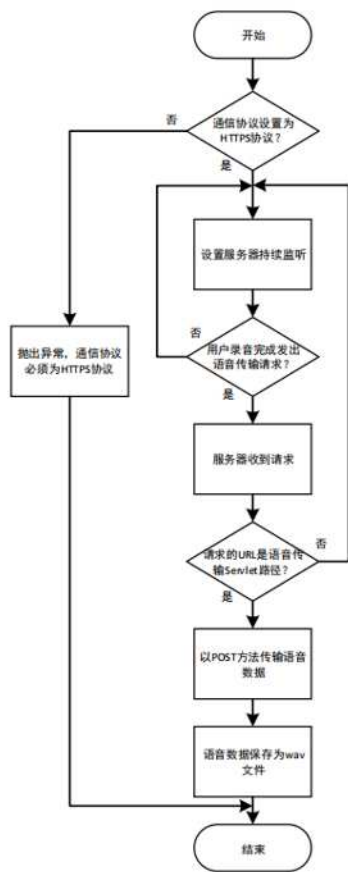 开始
否
通信协议设置为
HTTPS协议？
是
设置服务器持续监听
抛出异常，通信协议
必须为HTTPS协议
否
用户录音完成发出
语音传输请求？
是
服务器收到请求
请求的URL是语音传
输Servlet路径？
否
是
以POST方法传输语音
数据
语音数据保存为wav
文件
结束